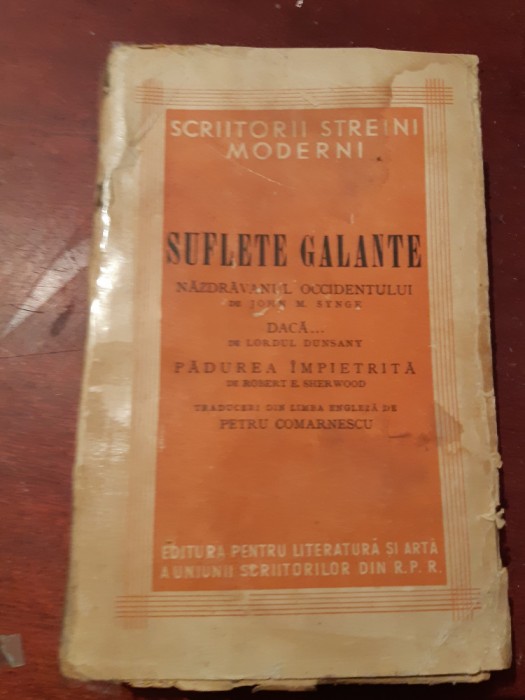 SCRIITORII STREINI
MODERNI
SUFLETE GALANTE
NĂZDRĂVANUL OCCIDENTULUI
DE JOHN M. SYNGE
DACĂ...
DE LORDUL DUNSANY
PĂDUREA ÎMPIETRITĂ
DE ROBERT E. SHERWOOD
TRADUCERI DIN LIMBA ENGLEZĂ DE
PETRU COMARNESCU
EDITURA PENTRU LITERATURĂ SI ARTĂ
A UNIUNII SCRIITORILOR DIN R.P.R.